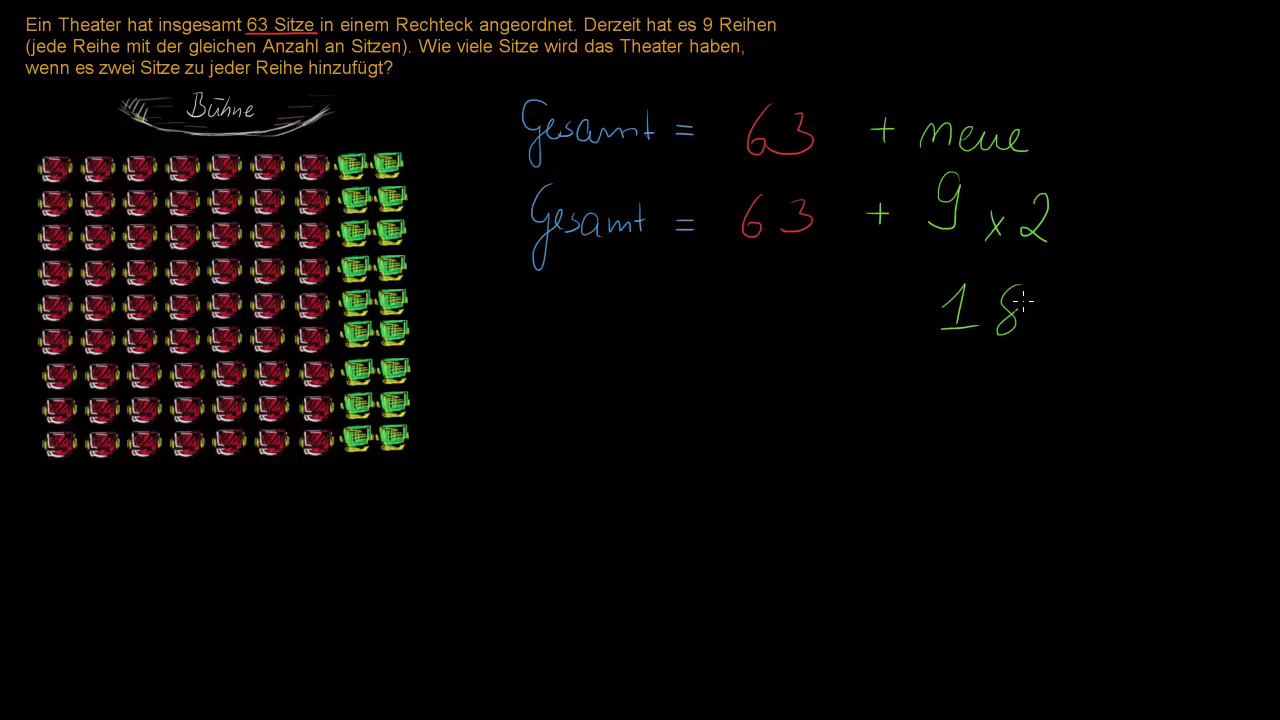 Ein Theater hat insgesamt 63 Sitze in einem Rechteck angeordnet. Derzeit hat es 9 Reihen
(jede Reihe mit der gleichen Anzahl an Sitzen). Wie viele Sitze wird das Theater haben,
wenn es zwei Sitze zu jeder Reihe hinzufügt?
Bühne
Gesamt = 63 + neue
Gesamt = 63 + 9 x 2
18